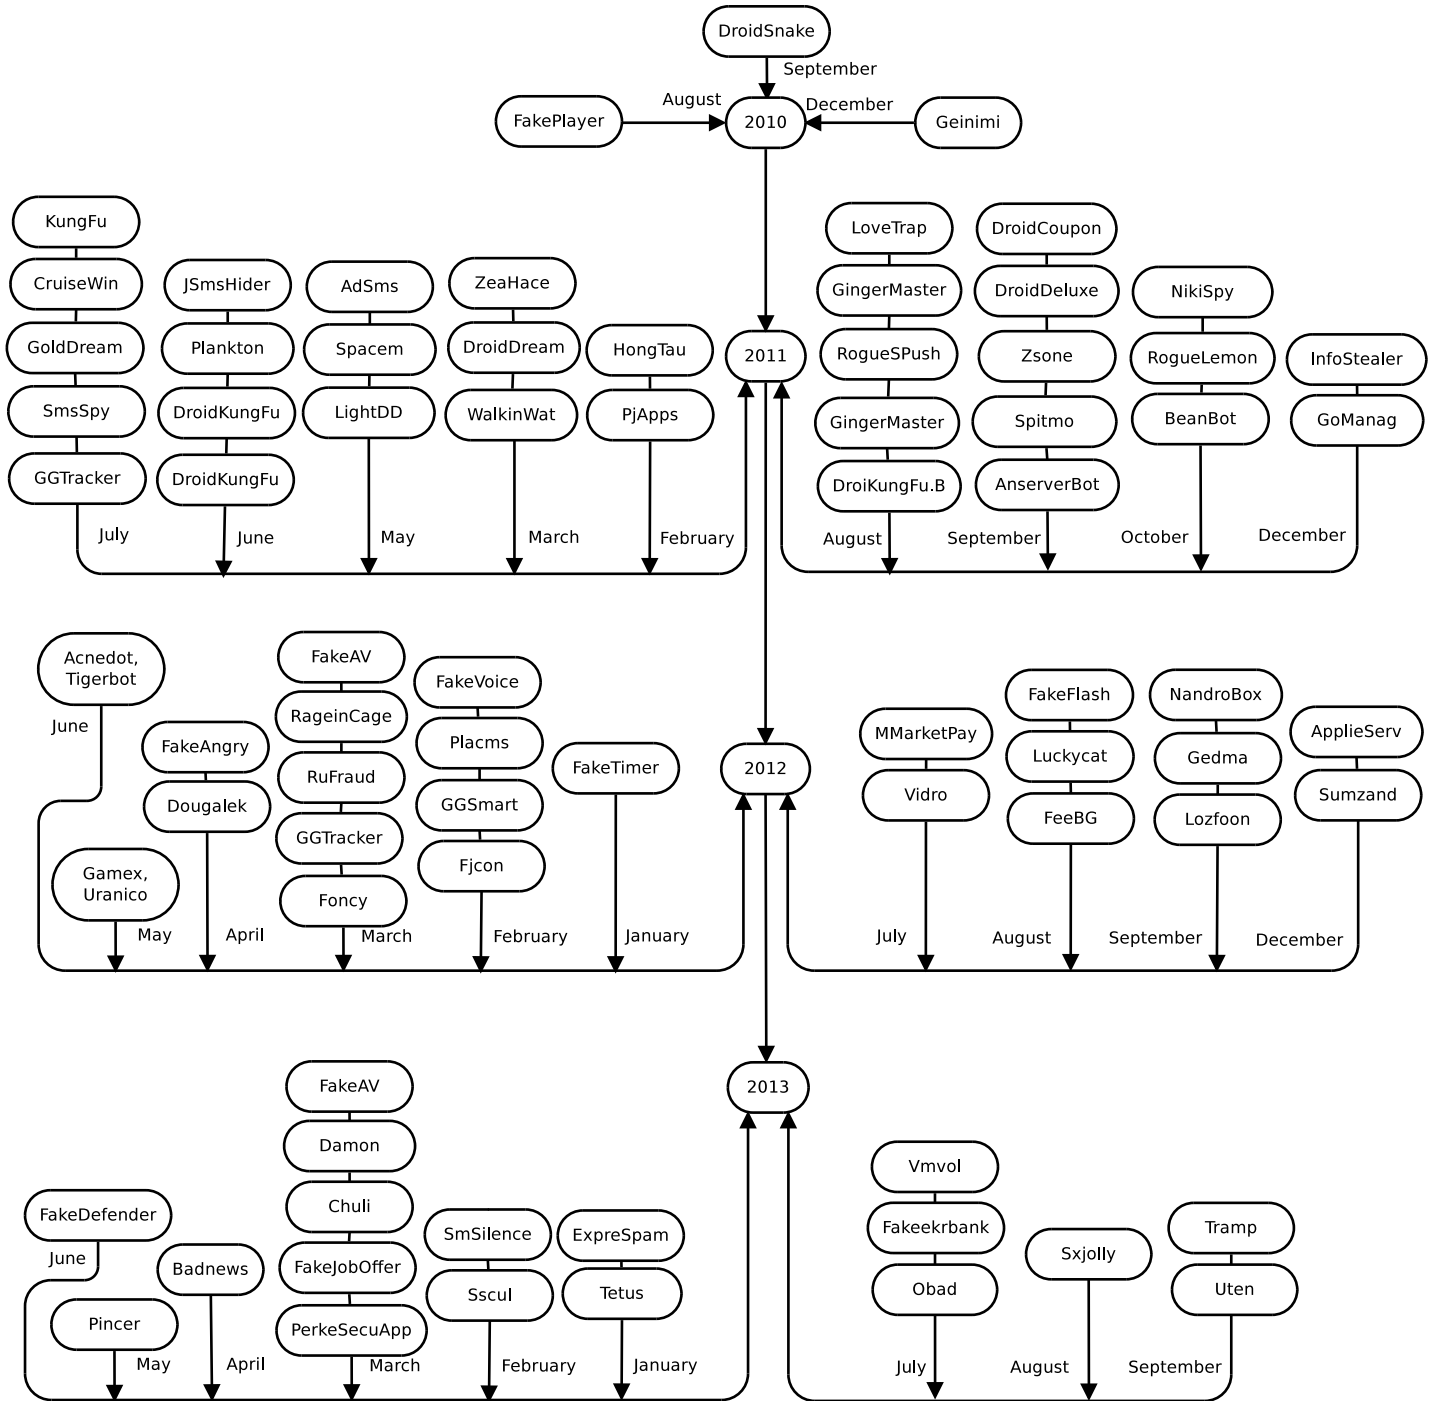 DroidSnake
September
FakePlayer
August
2010
December
Geinimi
KungFu
CruiseWin
GoldDream
SmsSpy
GGTracker
July
JSmsHider
Plankton
DroidKungFu
DroidKungFu
June
AdSms
Spacem
LightDD
May
ZeaHace
DroidDream
WalkinWat
March
HongTau
PjApps
February
2011
LoveTrap
GingerMaster
RogueSPush
GingerMaster
DroiKungFu.B
August
DroidCoupon
DroidDeluxe
Zsone
Spitmo
AnserverBot
September
NikiSpy
RogueLemon
BeanBot
October
InfoStealer
GoManag
December
Acnedot,
Tigerbot
June
Gamex,
Uranico
May
FakeAngry
Dougalek
April
FakeAV
RageinCage
RuFraud
GGTracker
Foncy
March
FakeVoice
Placms
GGSmart
Fjcon
February
FakeTimer
January
2012
MMarketPay
Vidro
July
FakeFlash
Luckycat
FeeBG
August
NandroBox
Gedma
Lozfoon
September
ApplieServ
Sumzand
December
FakeDefender
June
Pincer
May
Badnews
April
FakeAV
Damon
Chuli
FakeJobOffer
PerkeSecuApp
March
SmSilence
Sscul
February
ExpreSpam
Tetus
January
2013
Vmvol
Fakeekrbank
Obad
July
Sxjolly
August
Tramp
Uten
September